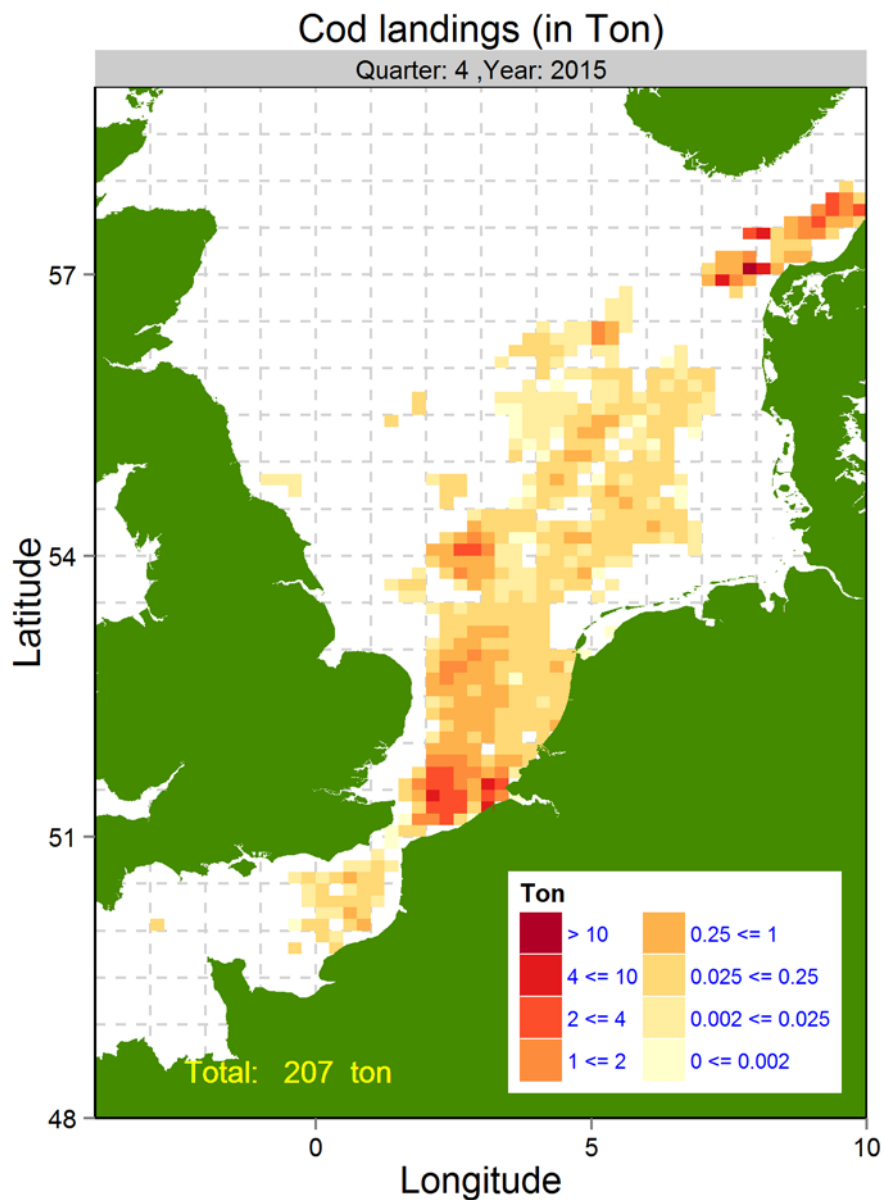 Cod landings (in Ton)
Quarter: 4 ,Year: 2015
57
54
51
48
Latitude
Ton
> 10
4 <= 10
2 <= 4
1 <= 2
0.25 <= 1
0.025 <= 0.25
0.002 <= 0.025
0 <= 0.002
Total: 207 ton
0
5
10
Longitude